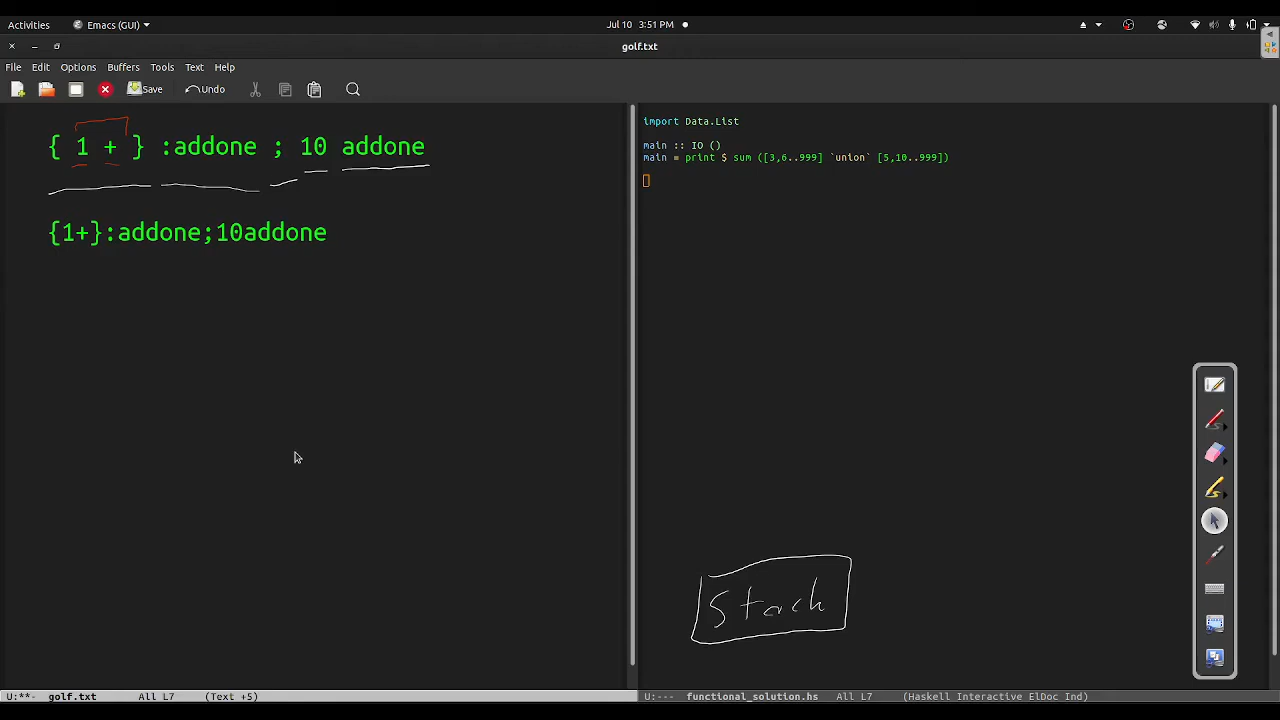 Activities Emacs (GUI) Jul 10 3:51 PM
golf.txt
File Edit Options Buffers Tools Text Help
Save Undo
{ 1 + } :addone ; 10 addone
{1+}:addone;10addone
import Data.List
main :: IO ()
main = print $ sum ([3,6..999] `union` [5,10..999])
Stack
U:**- golf.txt All L7 (Text +5)
U:--- functional_solution.hs All L7 (Haskell Interactive ElDoc Ind)